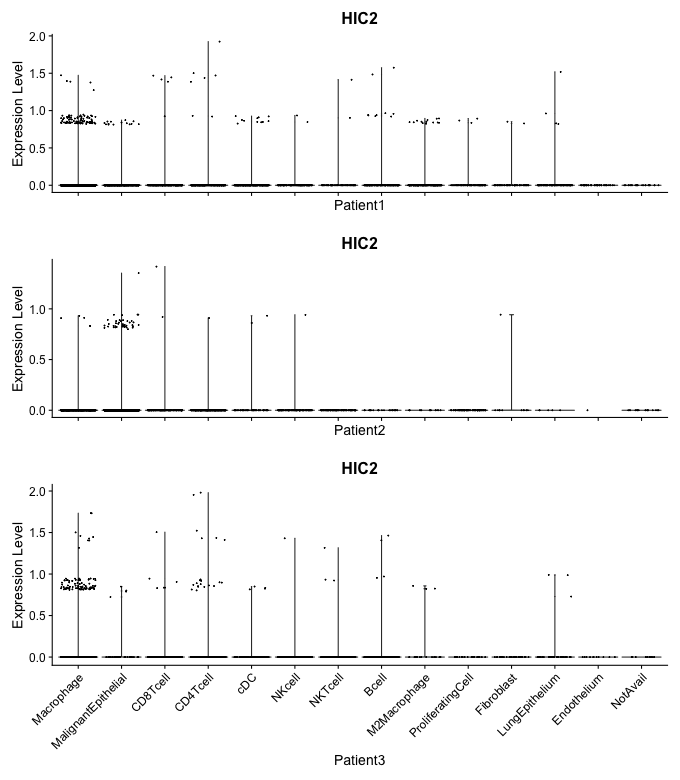 HIC2
2.0
1.5
1.0
0.5
0.0
Expression Level
Patient1
HIC2
1.0
0.5
0.0
Expression Level
Patient2
HIC2
2.0
1.5
1.0
0.5
0.0
Expression Level
Macrophage
MalignantEpithelial
CD8Tcell
CD4Tcell
cDC
NKcell
NKTcell
Bcell
M2Macrophage
ProliferatingCell
Fibroblast
LungEpithelium
Endothelium
NotAvail
Patient3